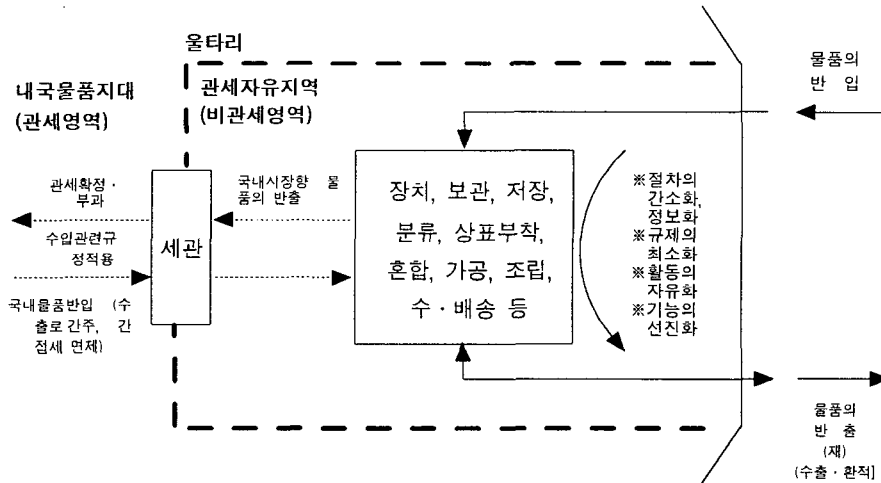 울타리
내국물품지대
(관세영역)
관세자유지역
(비관세영역)
물품의
반 입
관세확정·
부과
수입관련규
정적용
국내물품반입 (수
출로 간주, 간
접세 면제)
세관
국내시장향 물
품의 반출
장치, 보관, 저장,
분류, 상표부착,
혼합, 가공, 조립,
수·배송 등
※절차의
간소화,
정보화
※규제의
최소화
※활동의
자유화
※기능의
선진화
물품의
반 출
(재)
(수출·환적]